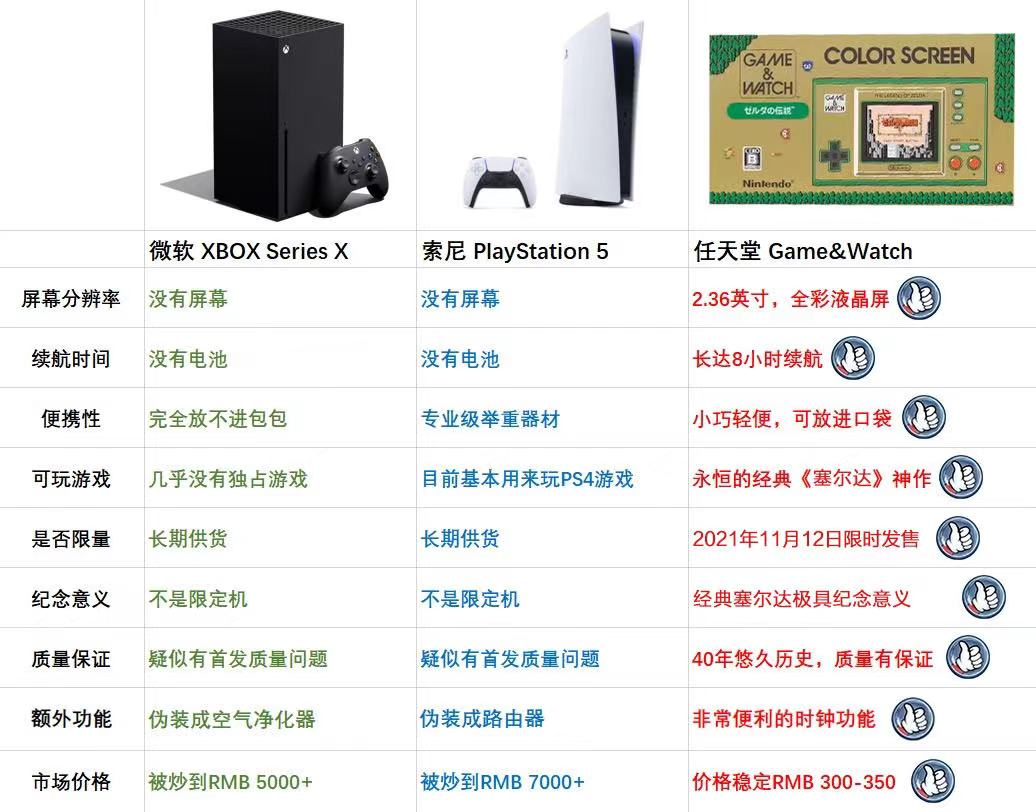 GAME
&
WATCH
COLOR SCREEN
ゼルダの伝説
GAME
&
WATCH
THE LEGEND OF ZELDA
CERO
B
Nintendo
微软 XBOX Series X
索尼 PlayStation 5
任天堂 Game&Watch
屏幕分辨率
没有屏幕
没有屏幕
2.36英寸，全彩液晶屏
续航时间
没有电池
没有电池
长达8小时续航
便携性
完全放不进包包
专业级举重器材
小巧轻便，可放进口袋
可玩游戏
几乎没有独占游戏
目前基本用来玩PS4游戏
永恒的经典《塞尔达》神作
是否限量
长期供货
长期供货
2021年11月12日限时发售
纪念意义
不是限定机
不是限定机
经典塞尔达极具纪念意义
质量保证
疑似有首发质量问题
疑似有首发质量问题
40年悠久历史，质量有保证
额外功能
伪装成空气净化器
伪装成路由器
非常便利的时钟功能
市场价格
被炒到RMB 5000+
被炒到RMB 7000+
价格稳定RMB 300-350